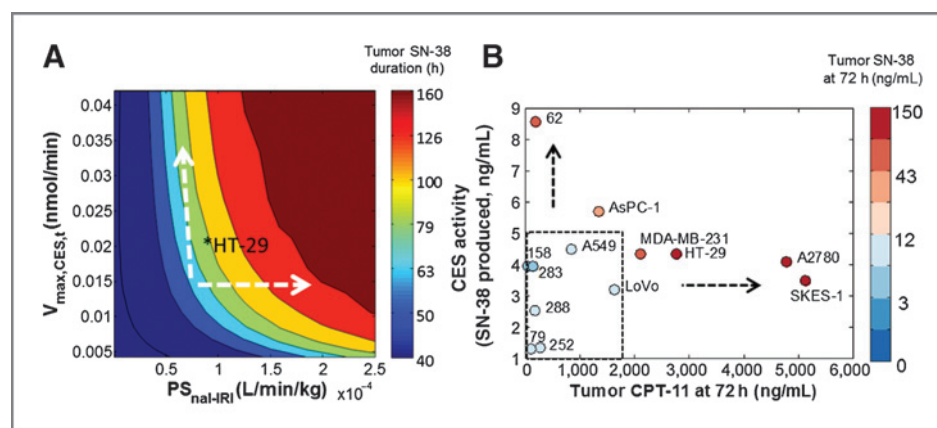 A
Tumor SN-38
duration (h)
V_max,CES,t (nmol/min)
0.04
0.035
0.03
0.025
0.02
0.015
0.01
0.005
*HT-29
0.5
1
1.5
2
2.5
×10⁻⁴
PS_nal-IRI (L/min/kg)
160
126
100
79
63
50
40
B
Tumor SN-38
at 72 h (ng/mL)
CES activity
(SN-38 produced, ng/mL)
9
8
7
6
5
4
3
2
1
62
AsPC-1
A549
MDA-MB-231
HT-29
A2780
SKES-1
158
283
LoVo
288
79
252
0
1,000
2,000
3,000
4,000
5,000
6,000
Tumor CPT-11 at 72 h (ng/mL)
150
43
12
3
0